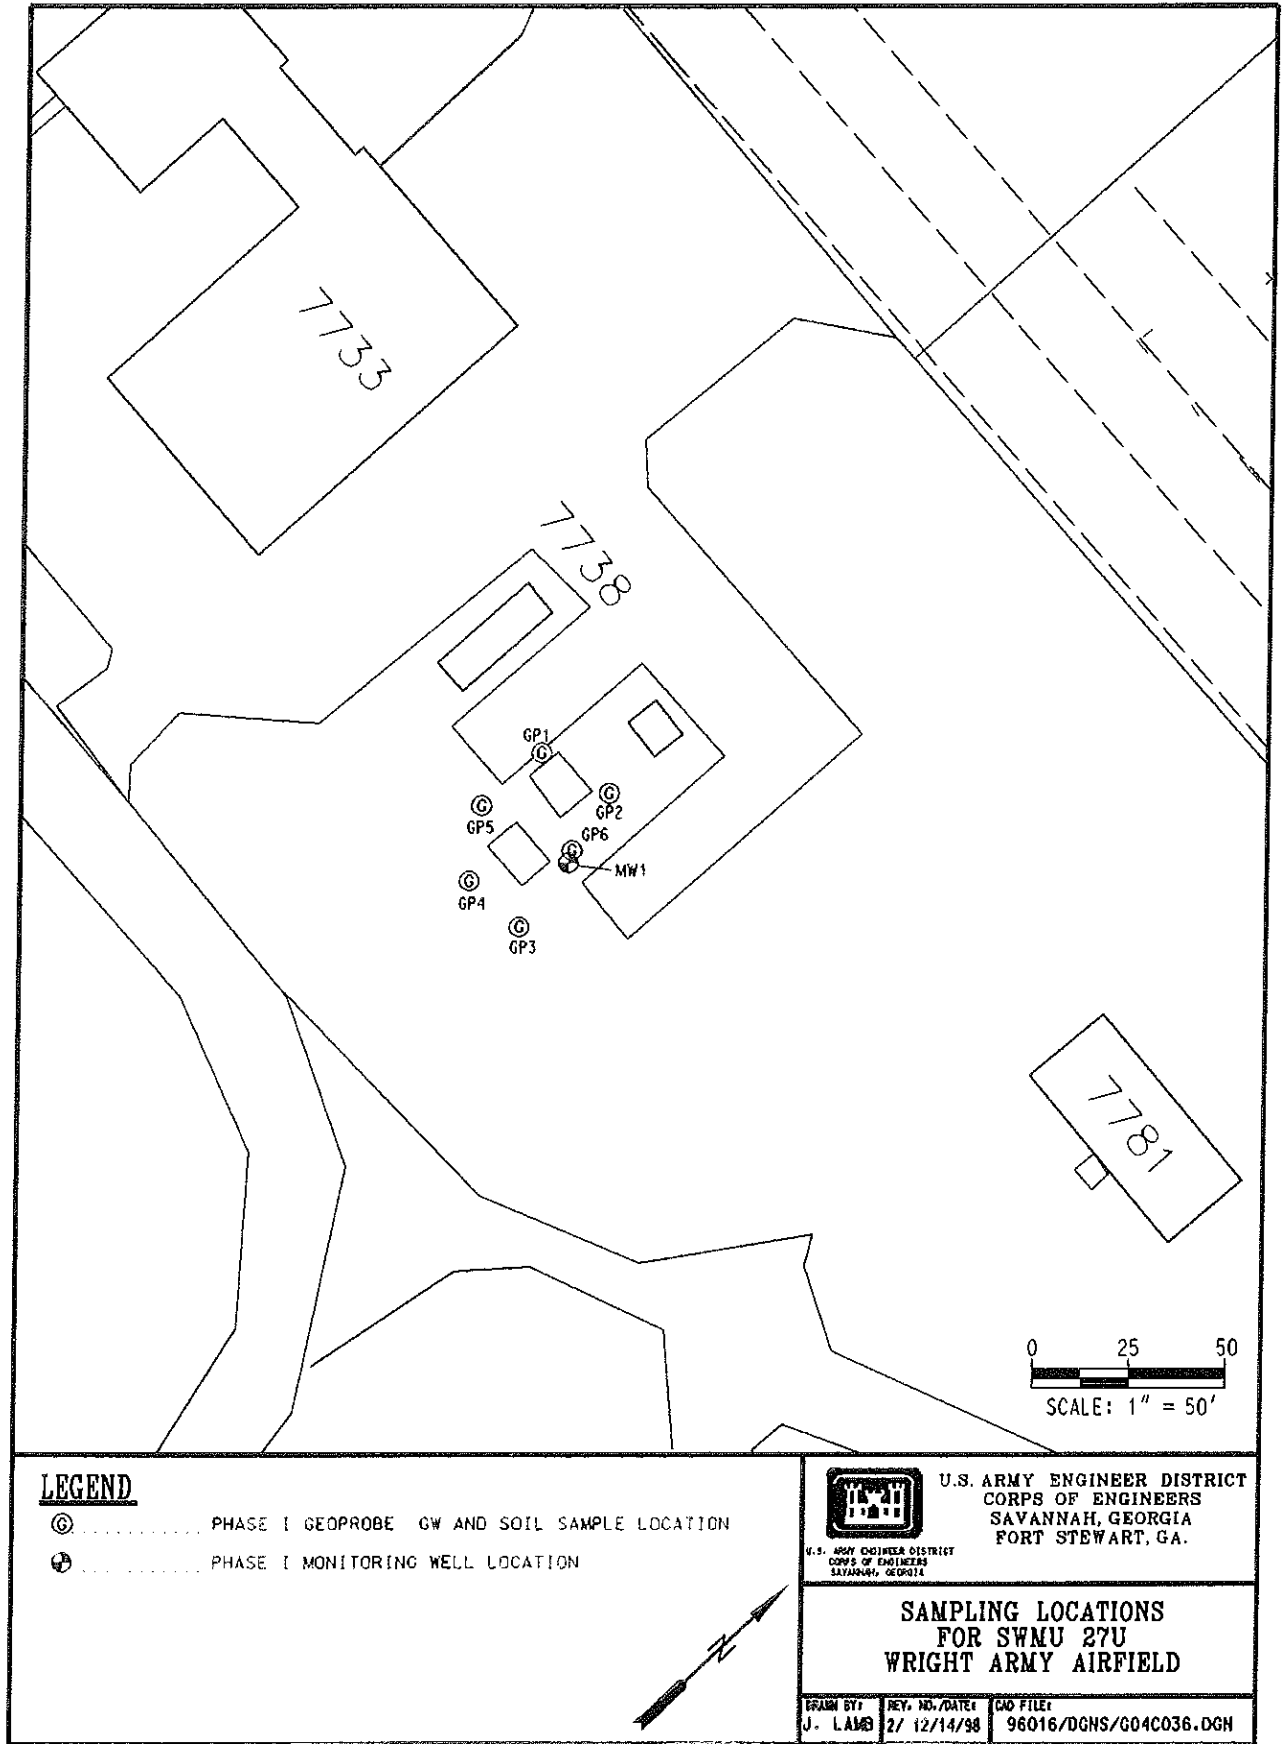 7733
7738
GP1
GP2
GP5
GP6
MW1
GP4
GP3
7781
0 25 50
SCALE: 1" = 50'
LEGEND
G PHASE I GEOPROBE GW AND SOIL SAMPLE LOCATION
PHASE I MONITORING WELL LOCATION
N
U.S. ARMY ENGINEER DISTRICT
CORPS OF ENGINEERS
SAVANNAH, GEORGIA
FORT STEWART, GA.
U.S. ARMY ENGINEER DISTRICT
CORPS OF ENGINEERS
SAVANNAH, GEORGIA
SAMPLING LOCATIONS
FOR SWMU 27U
WRIGHT ARMY AIRFIELD
DRAWN BY:
J. LAMB
REV. NO./DATE:
2/ 12/14/98
CAD FILE:
96016/DGNS/G04C036.DGN